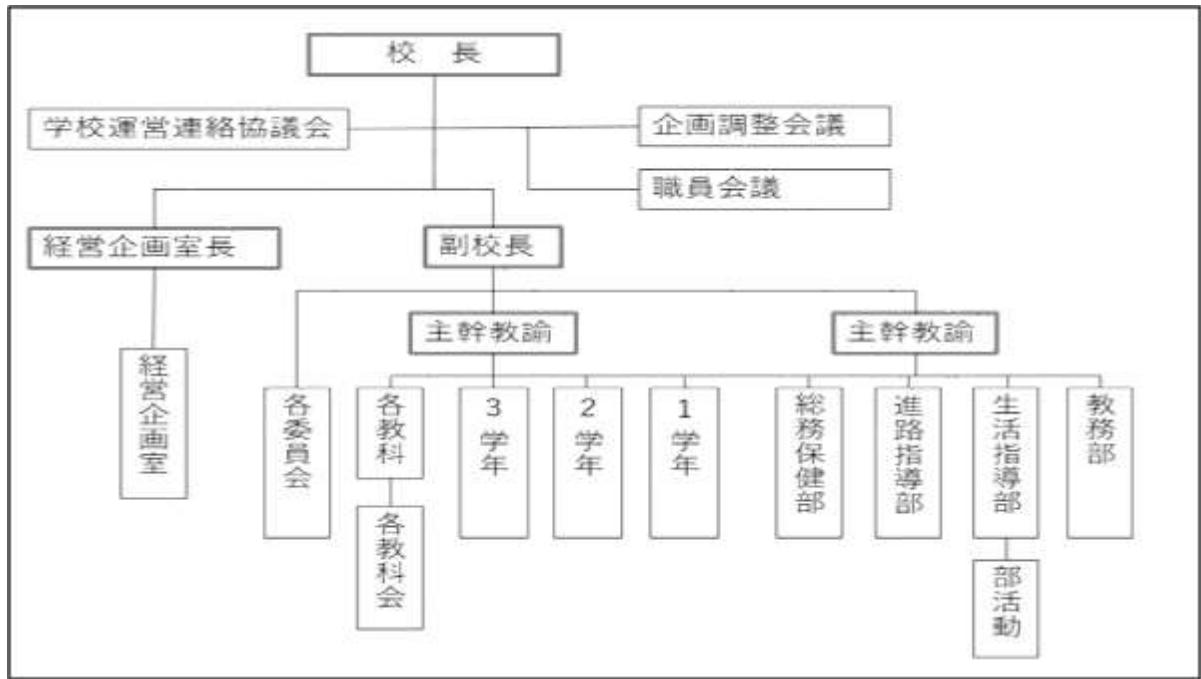 校 長
学校運営連絡協議会
企画調整会議
職員会議
経営企画室長
副校長
主幹教諭
主幹教諭
経営企画室
各委員会
各教科
3学年
2学年
1学年
総務保健部
進路指導部
生活指導部
教務部
各教科会
部活動